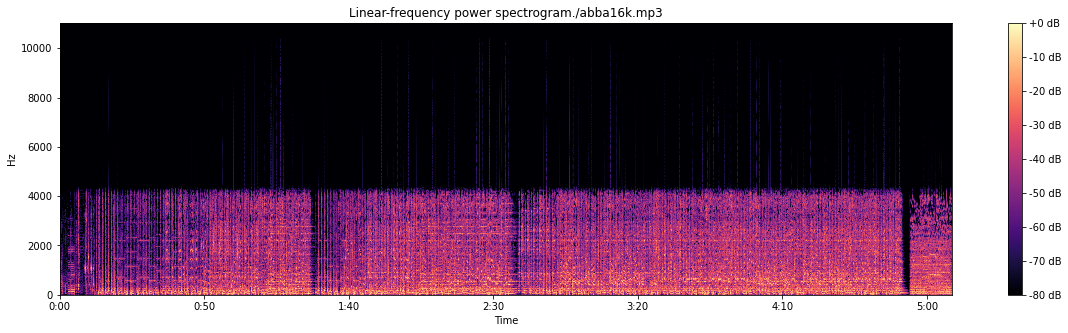 Linear-frequency power spectrogram./abba16k.mp3
10000
8000
6000
4000
2000
0
Hz
0:00
0:50
1:40
2:30
3:20
4:10
5:00
Time
+0 dB
-10 dB
-20 dB
-30 dB
-40 dB
-50 dB
-60 dB
-70 dB
-80 dB